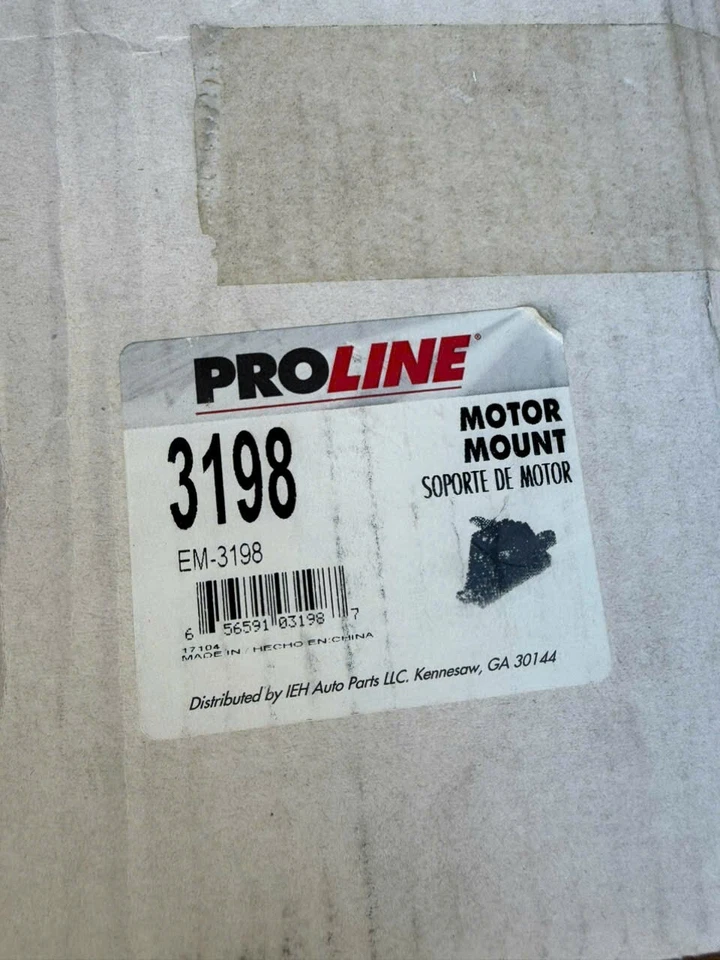 PROLINE®
3198
MOTOR
MOUNT
SOPORTE DE MOTOR
EM-3198
6 56591 03198 7
17104
MADE IN / HECHO EN:CHINA
Distributed by IEH Auto Parts LLC. Kennesaw, GA 30144